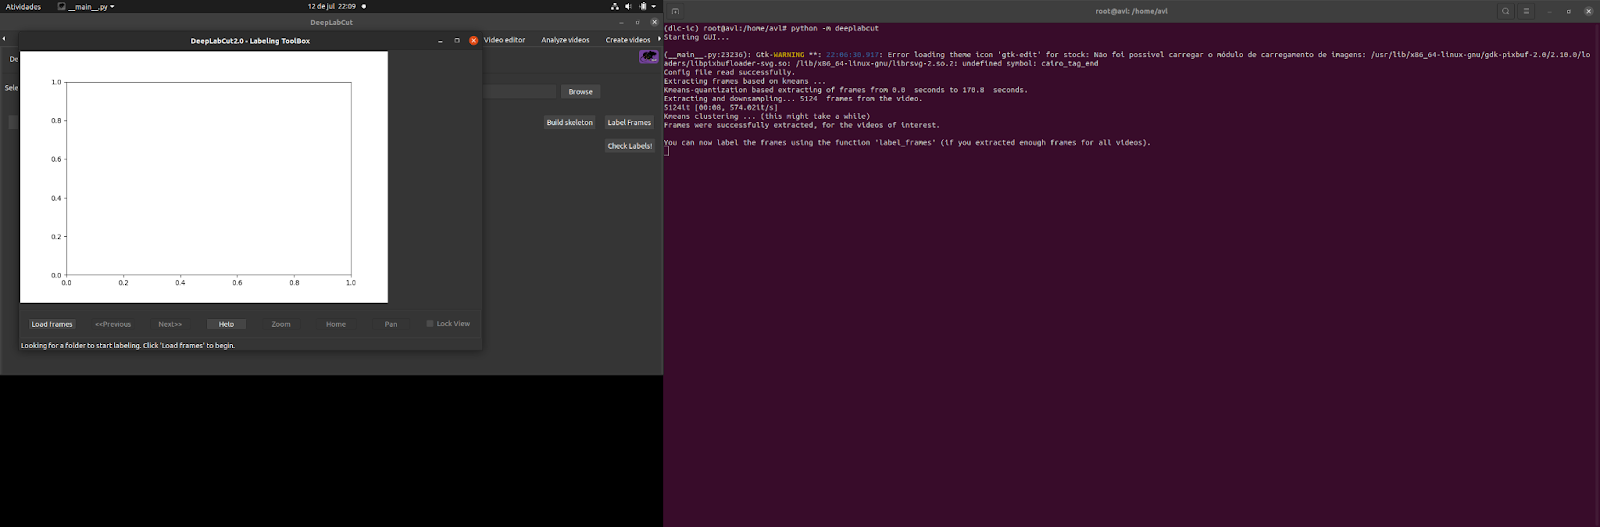 Atividades __main__.py 12 de jul 22:09
DeepLabCut
DeepLabCut2.0 - Labeling ToolBox
Video editor Analyze videos Create videos
De
Sele
Browse
Build skeleton Label Frames
Check Labels!
1.0
0.8
0.6
0.4
0.2
0.0
0.0 0.2 0.4 0.6 0.8 1.0
Load frames <<Previous Next>> Help Zoom Home Pan Lock View
Looking for a folder to start labeling. Click 'Load frames' to begin.
root@avl: /home/avl
(dlc-ic) root@avl:/home/avl# python -m deeplabcut
Starting GUI...
(__main__.py:23236): Gtk-WARNING **: 22:06:30.937: Error loading theme icon 'gtk-edit' for stock: Não foi possível carregar o módulo de carregamento de imagens: /usr/lib/x86_64-linux-gnu/gdk-pixbuf-2.0/2.10.0/lo
aders/libpixbufloader-svg.so: /lib/x86_64-linux-gnu/librsvg-2.so.2: undefined symbol: cairo_tag_end
Config file read successfully.
Extracting frames based on kmeans ...
Kmeans-quantization based extracting of frames from 0.0 seconds to 170.8 seconds.
Extracting and downsampling... 5124 frames from the video.
5124it [00:08, 574.02it/s]
Kmeans clustering ... (this might take a while)
Frames were successfully extracted, for the videos of interest.
You can now label the frames using the function 'label_frames' (if you extracted enough frames for all videos).